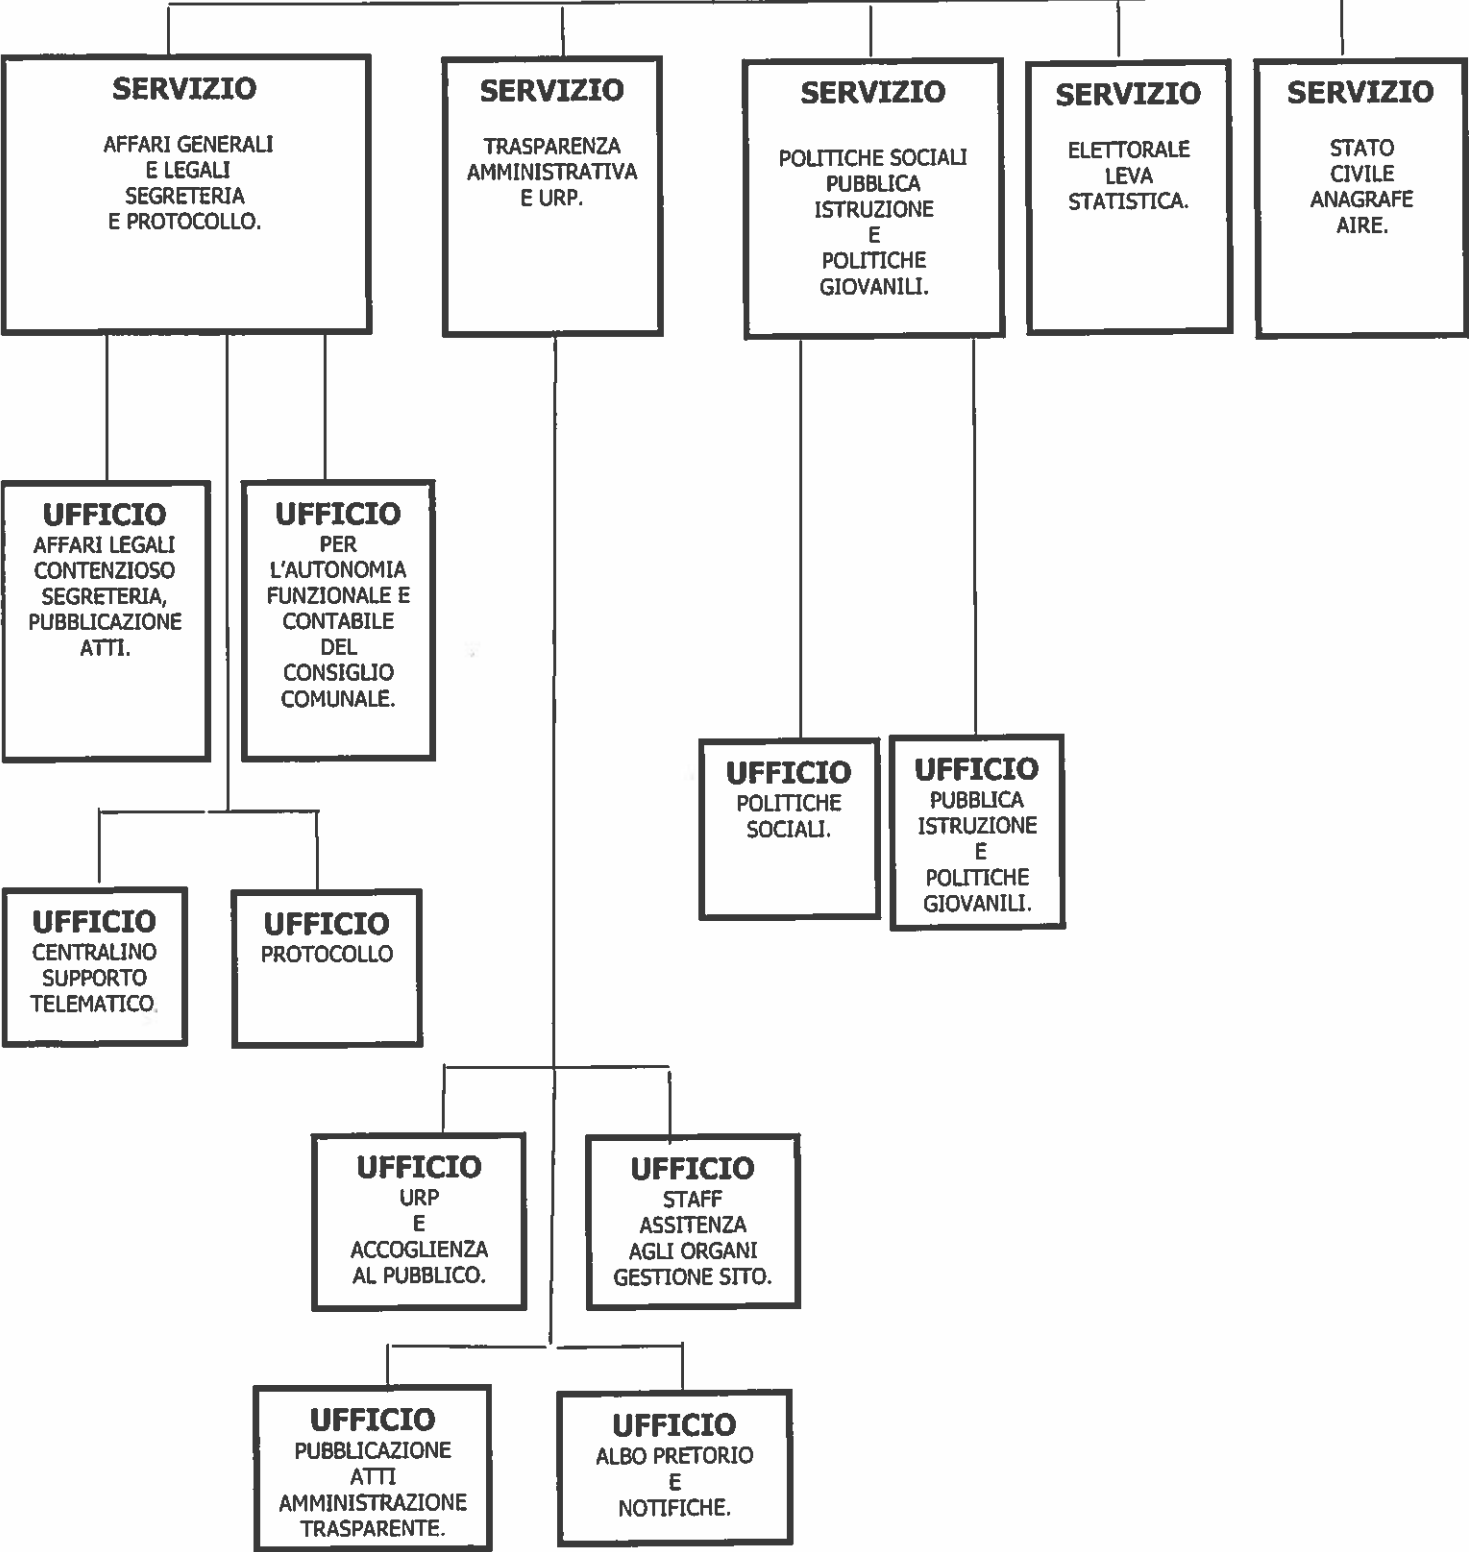 SERVIZIO
AFFARI GENERALI
E LEGALI
SEGRETERIA
E PROTOCOLLO.
SERVIZIO
TRASPARENZA
AMMINISTRATIVA
E URP.
SERVIZIO
POLITICHE SOCIALI
PUBBLICA
ISTRUZIONE
E
POLITICHE
GIOVANILI.
SERVIZIO
ELETTORALE
LEVA
STATISTICA.
SERVIZIO
STATO
CIVILE
ANAGRAFE
AIRE.
UFFICIO
AFFARI LEGALI
CONTENZIOSO
SEGRETERIA,
PUBBLICAZIONE
ATTI.
UFFICIO
PER
L'AUTONOMIA
FUNZIONALE E
CONTABILE
DEL
CONSIGLIO
COMUNALE.
UFFICIO
POLITICHE
SOCIALI.
UFFICIO
PUBBLICA
ISTRUZIONE
E
POLITICHE
GIOVANILI.
UFFICIO
CENTRALINO
SUPPORTO
TELEMATICO.
UFFICIO
PROTOCOLLO
UFFICIO
URP
E
ACCOGLIENZA
AL PUBBLICO.
UFFICIO
STAFF
ASSITENZA
AGLI ORGANI
GESTIONE SITO.
UFFICIO
PUBBLICAZIONE
ATTI
AMMINISTRAZIONE
TRASPARENTE.
UFFICIO
ALBO PRETORIO
E
NOTIFICHE.